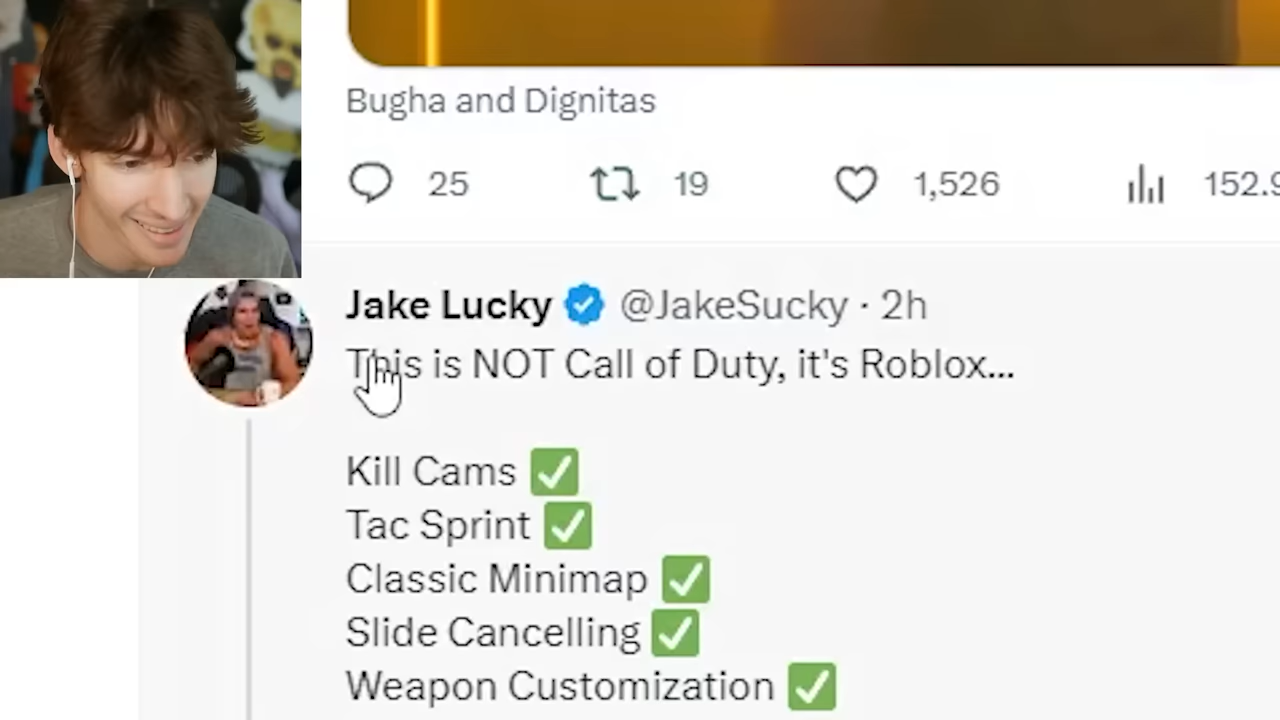 Bugha and Dignitas
25 19 1,526 152.9
Jake Lucky @JakeSucky · 2h
This is NOT Call of Duty, it's Roblox...
Kill Cams ✅
Tac Sprint ✅
Classic Minimap ✅
Slide Cancelling ✅
Weapon Customization ✅